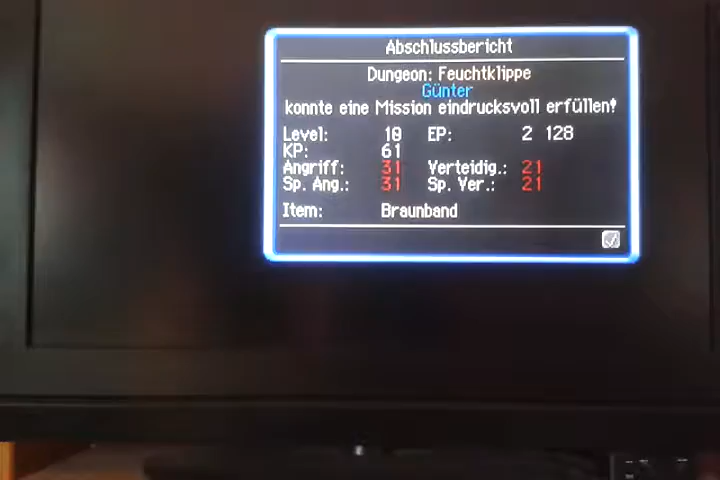 Abschlussbericht
Dungeon: Feuchtklippe
Günter
konnte eine Mission eindrucksvoll erfüllen!
Level: 10 EP: 2 128
KP: 61
Angriff: 31 Verteidig.: 21
Sp. Ang.: 31 Sp. Ver.: 21
Item: Braunband